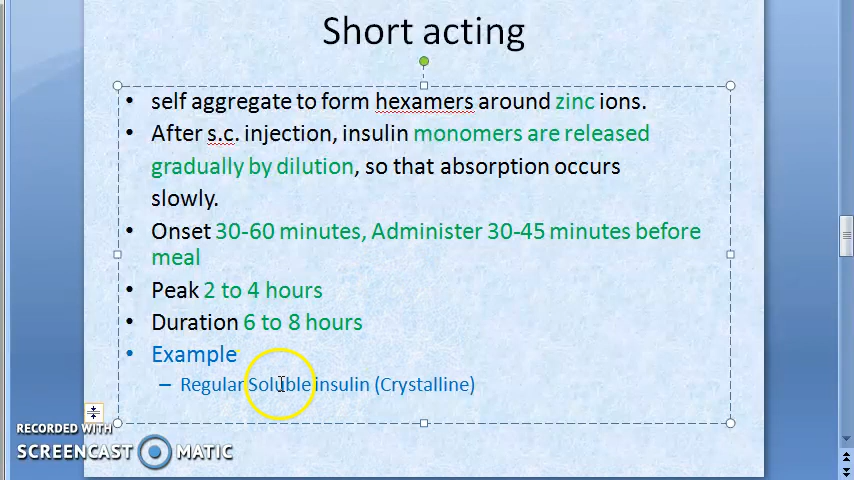 Short acting
• self aggregate to form hexamers around zinc ions.
• After s.c. injection, insulin monomers are released
gradually by dilution, so that absorption occurs
slowly.
• Onset 30-60 minutes, Administer 30-45 minutes before
meal
• Peak 2 to 4 hours
• Duration 6 to 8 hours
• Example
– Regular Soluble insulin (Crystalline)
RECORDED WITH
SCREENCAST MATIC